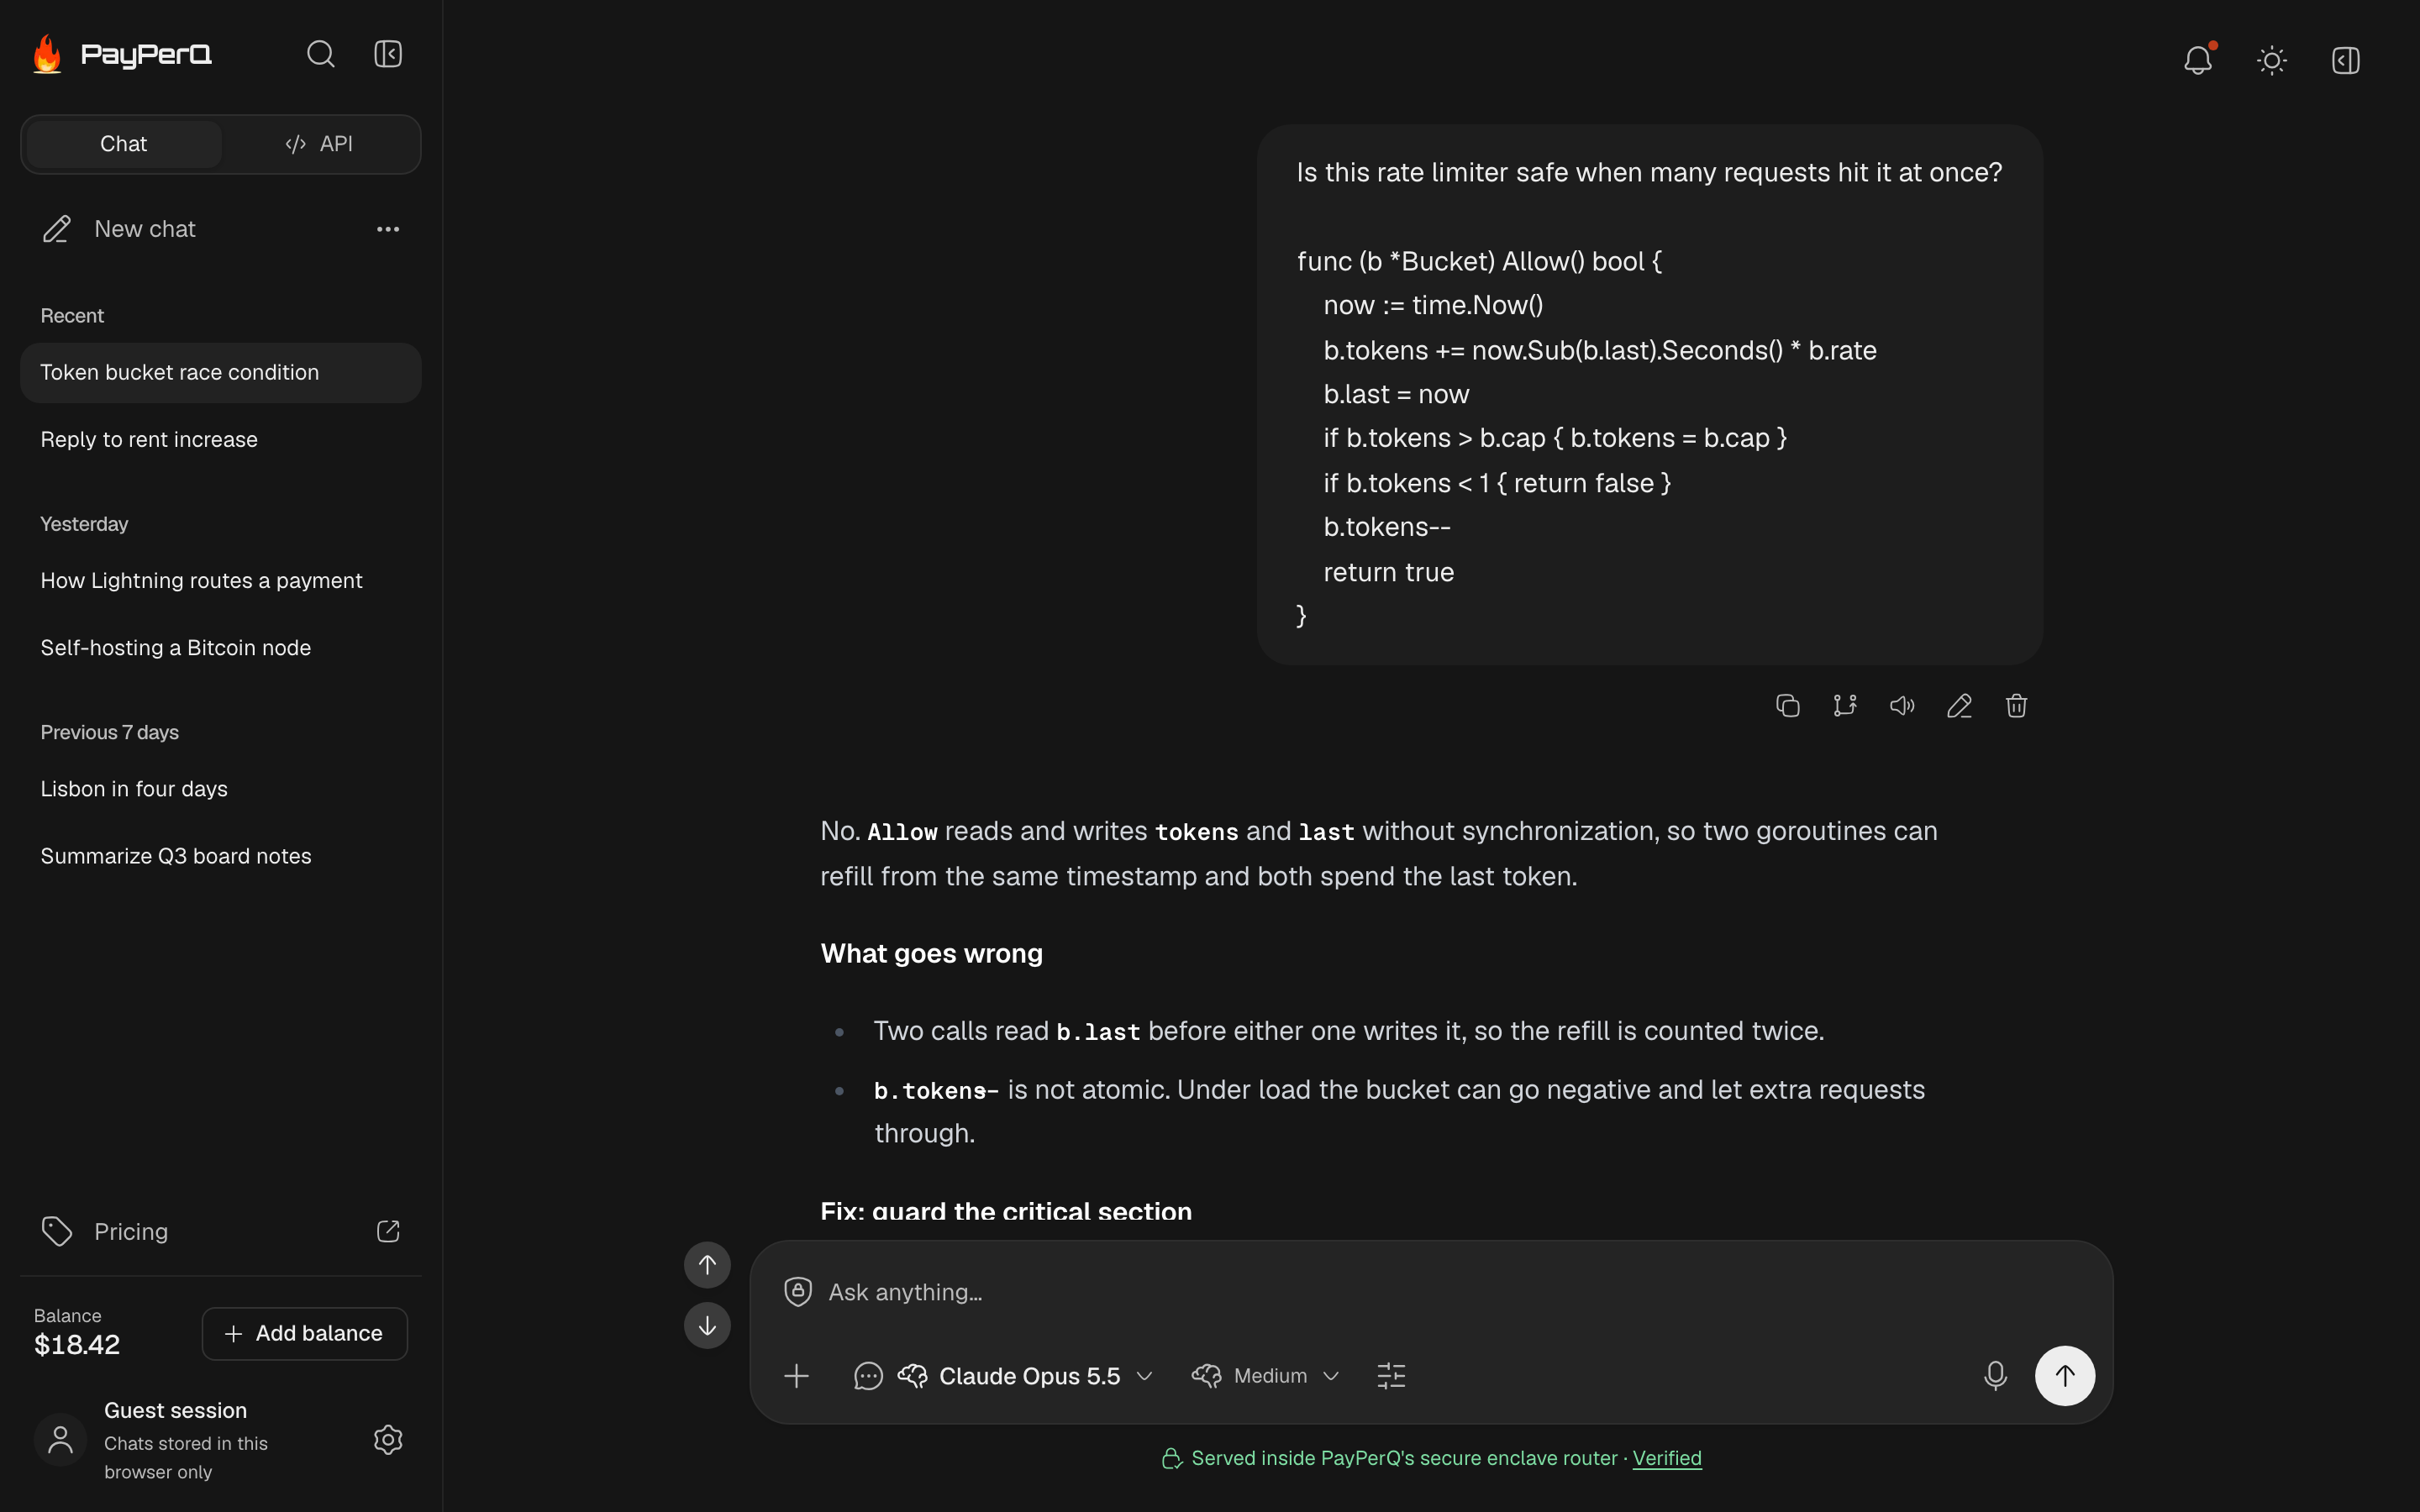 PayPerQ
Chat
API
New chat
Recent
Token bucket race condition
Reply to rent increase
Yesterday
How Lightning routes a payment
Self-hosting a Bitcoin node
Previous 7 days
Lisbon in four days
Summarize Q3 board notes
Pricing
Balance
$18.42
Add balance
Guest session
Chats stored in this
browser only
Is this rate limiter safe when many requests hit it at once?
func (b *Bucket) Allow() bool {
    now := time.Now()
    b.tokens += now.Sub(b.last).Seconds() * b.rate
    b.last = now
    if b.tokens > b.cap { b.tokens = b.cap }
    if b.tokens < 1 { return false }
    b.tokens--
    return true
}
No. Allow reads and writes tokens and last without synchronization, so two goroutines can
refill from the same timestamp and both spend the last token.
What goes wrong
• Two calls read b.last before either one writes it, so the refill is counted twice.
• b.tokens-- is not atomic. Under load the bucket can go negative and let extra requests
through.
Fix: guard the critical section
Ask anything...
Claude Opus 5.5
Medium
Served inside PayPerQ's secure enclave router · Verified